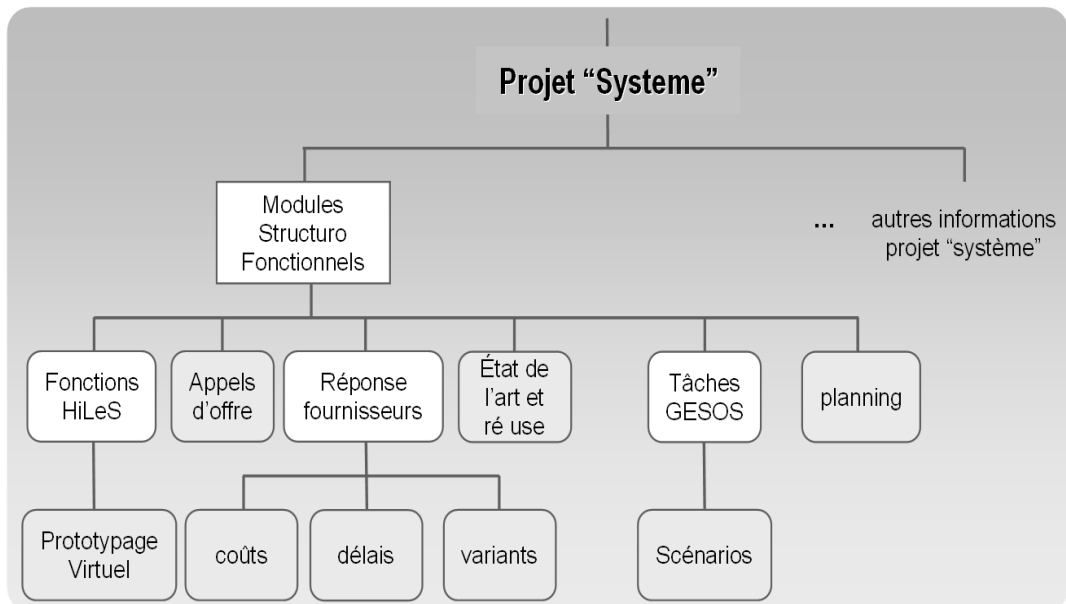 Projet “Systeme”
Modules
Structuro
Fonctionnels
... autres informations
projet “système”
Fonctions
HiLeS
Appels
d’offre
Réponse
fournisseurs
État de
l’art et
ré use
Tâches
GESOS
planning
Prototypage
Virtuel
coûts
délais
variants
Scénarios